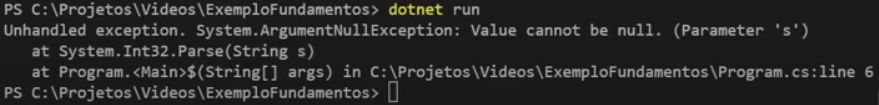 PS C:\Projetos\Videos\ExemploFundamentos> dotnet run
Unhandled exception. System.ArgumentNullException: Value cannot be null. (Parameter 's')
   at System.Int32.Parse(String s)
   at Program.<Main>$(String[] args) in C:\Projetos\Videos\ExemploFundamentos\Program.cs:line 6
PS C:\Projetos\Videos\ExemploFundamentos>